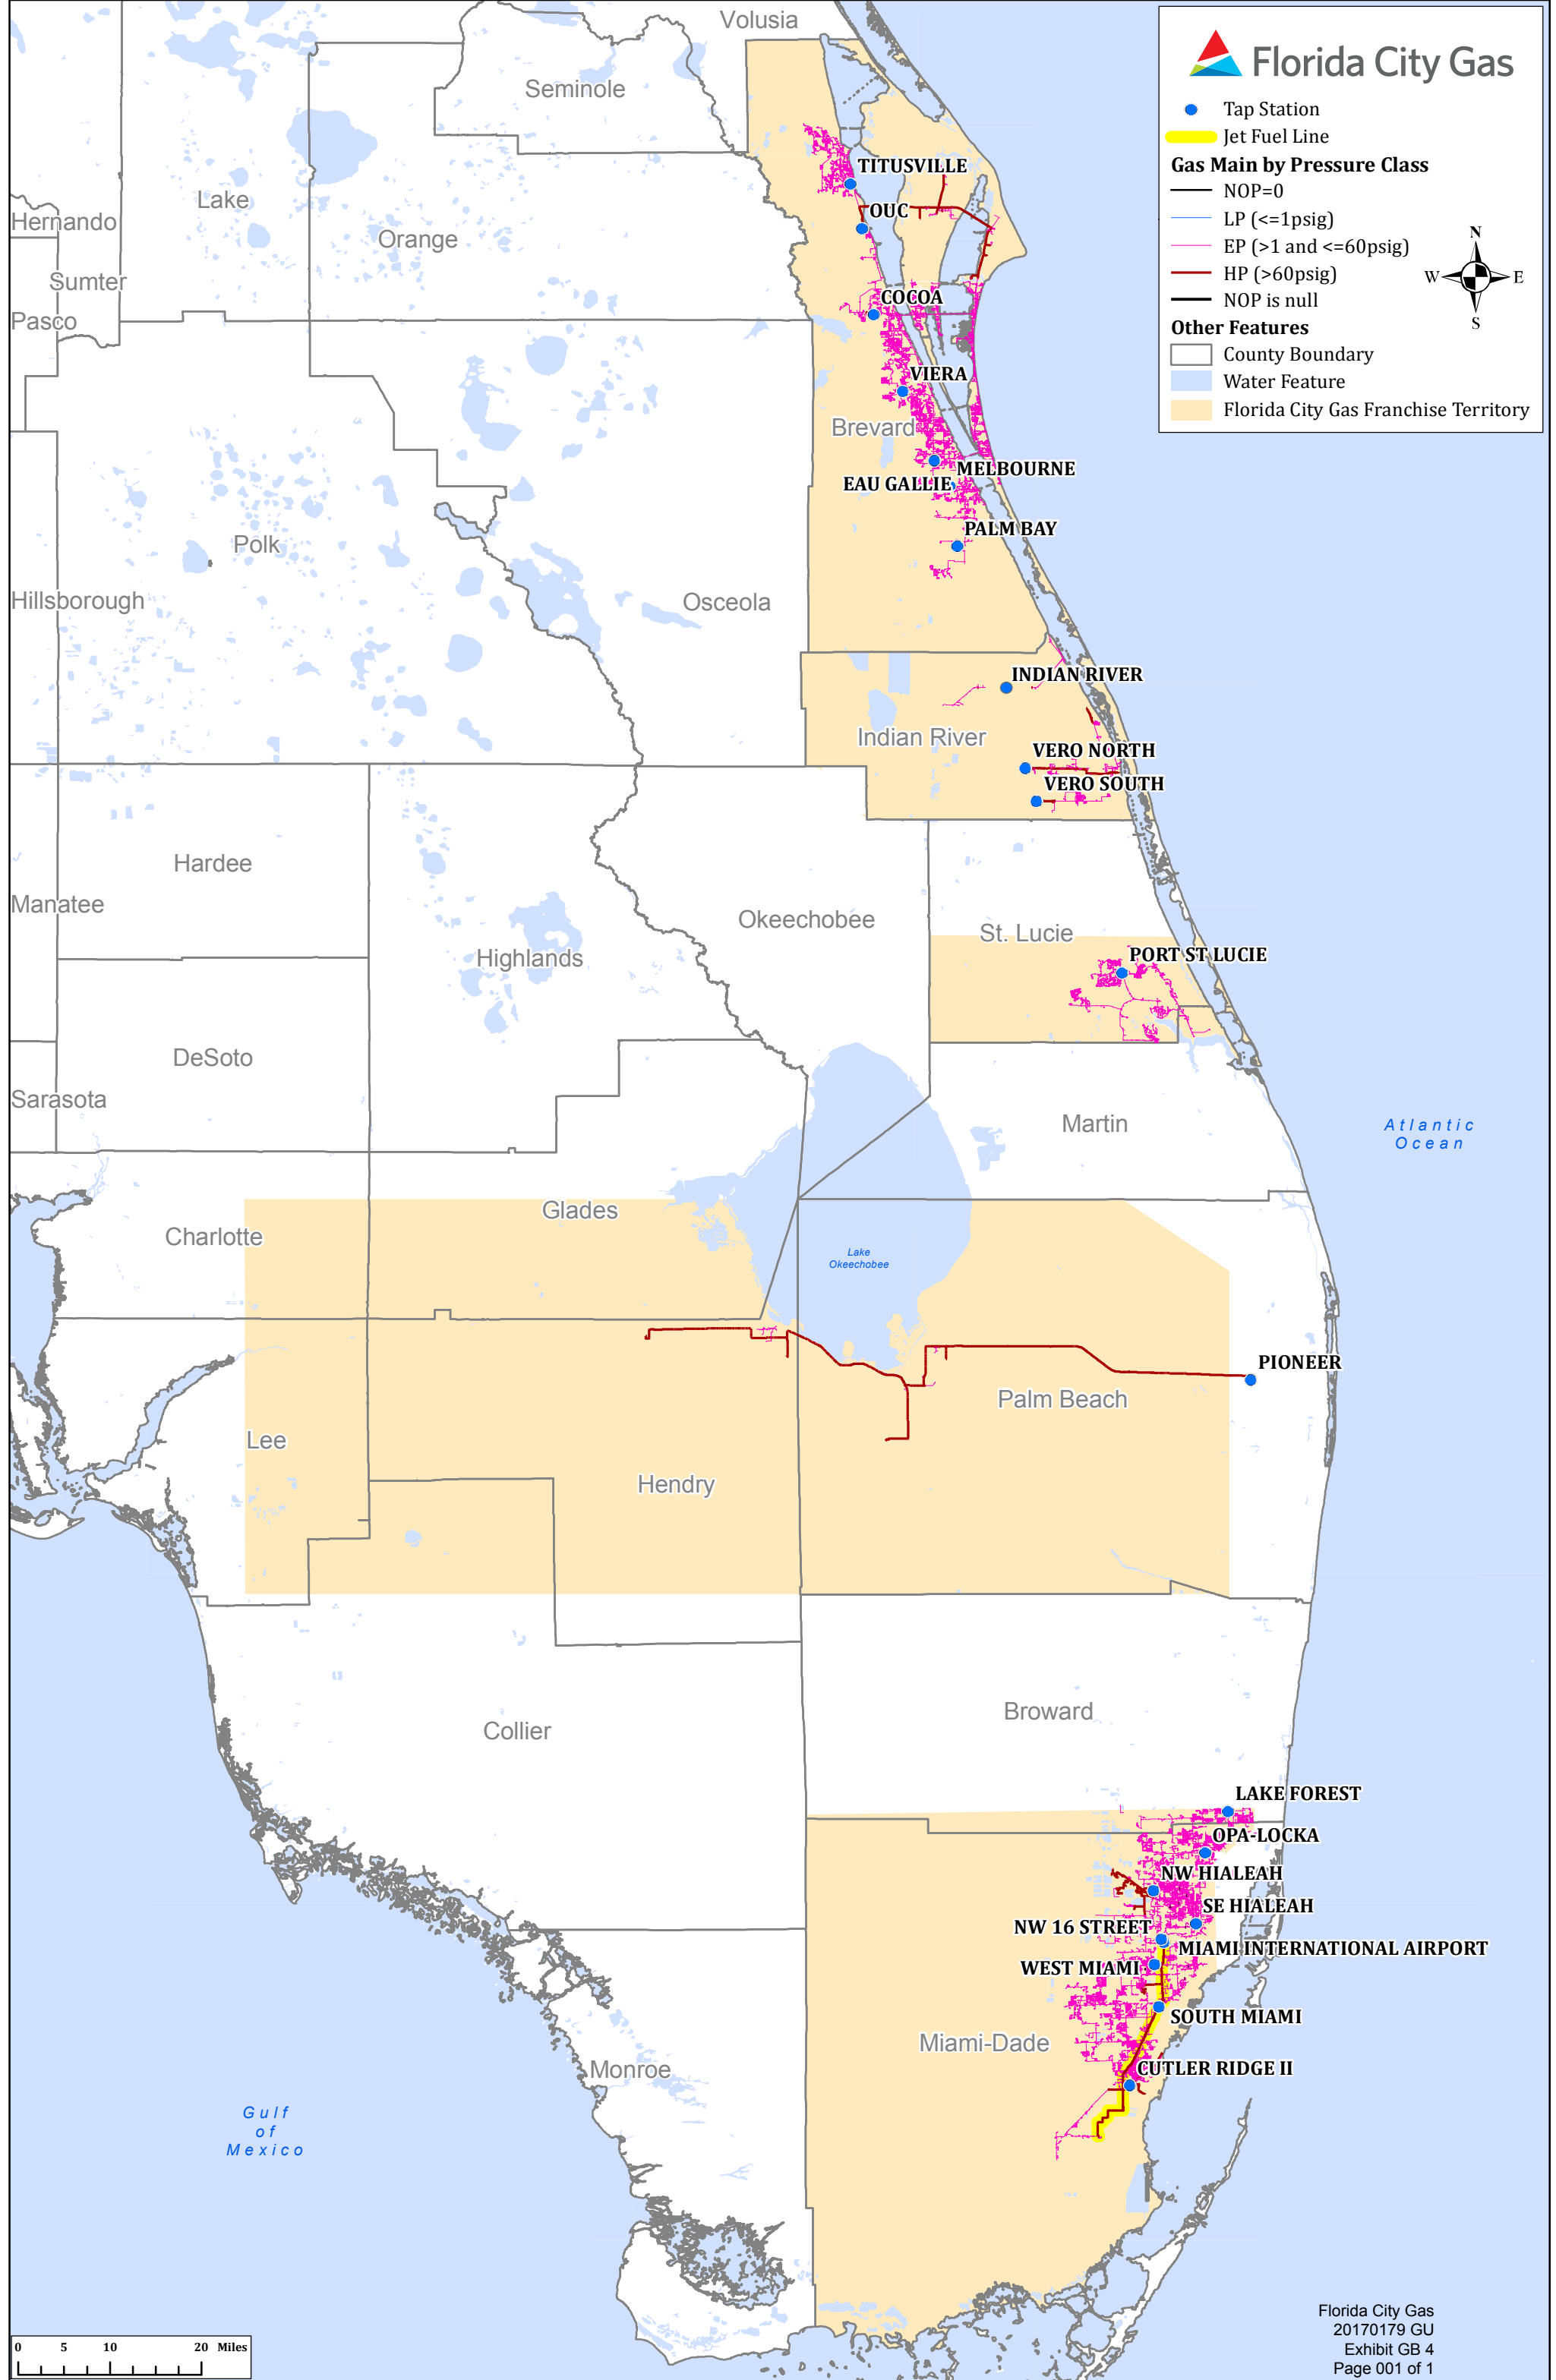 Florida City Gas
Tap Station
Jet Fuel Line
Gas Main by Pressure Class
NOP=0
LP (<=1psig)
EP (>1 and <=60psig)
HP (>60psig)
NOP is null
Other Features
County Boundary
Water Feature
Florida City Gas Franchise Territory
N
W
E
S
Volusia
Seminole
TITUSVILLE
Lake
OUC
Hernando
Orange
Sumter
COCOA
Pasco
VIERA
Brevard
MELBOURNE
EAU GALLIE
PALM BAY
Polk
Hillsborough
Osceola
INDIAN RIVER
Indian River
VERO NORTH
VERO SOUTH
Hardee
Manatee
Okeechobee
St. Lucie
Highlands
PORT ST LUCIE
DeSoto
Sarasota
Martin
Atlantic
Ocean
Glades
Charlotte
Lake
Okeechobee
PIONEER
Palm Beach
Lee
Hendry
Broward
Collier
LAKE FOREST
OPA-LOCKA
NW HIALEAH
SE HIALEAH
NW 16 STREET
MIAMI INTERNATIONAL AIRPORT
WEST MIAMI
SOUTH MIAMI
Miami-Dade
CUTLER RIDGE II
Monroe
Gulf
of
Mexico
0 5 10 20 Miles
Florida City Gas
20170179 GU
Exhibit GB 4
Page 001 of 1